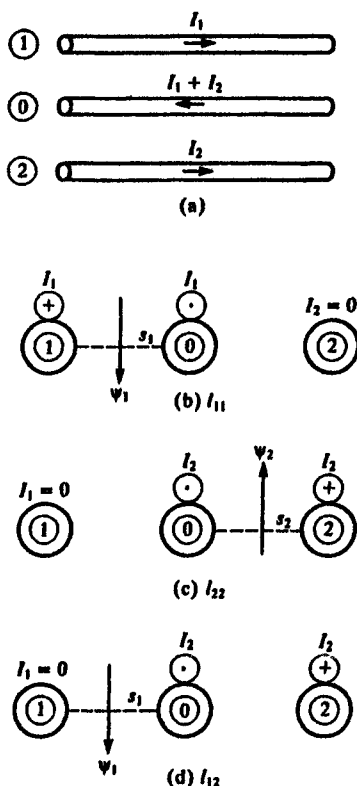 I₁
1
I₁ + I₂
0
I₂
2
(a)
I₁ I₁
+ · I₂ = 0
1 s₁ 0 2
ψ₁
(b) l₁₁
ψ₂
I₂ I₂
I₁ = 0 · +
1 0 s₂ 2
(c) l₂₂
I₂ I₂
I₁ = 0 · +
1 s₁ 0 2
ψ₁
(d) l₁₂